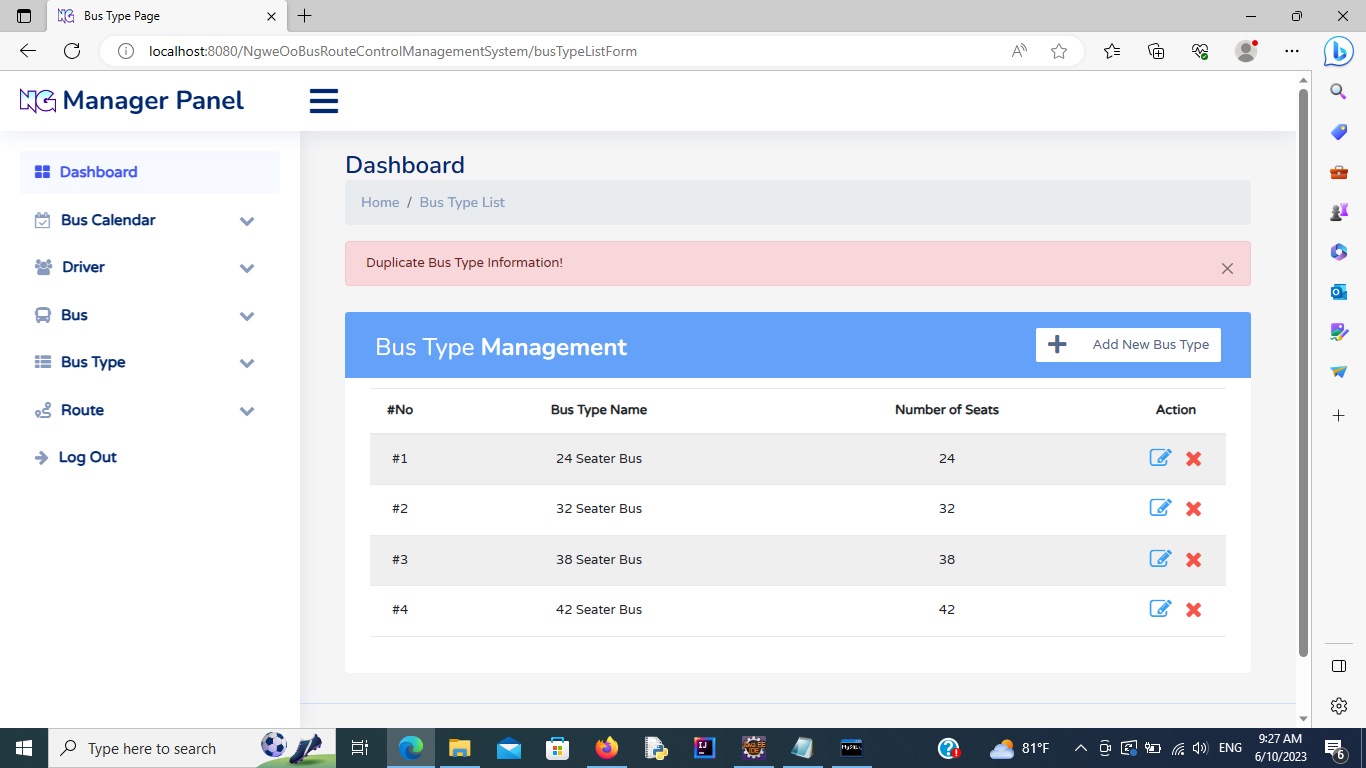 Bus Type Page
localhost:8080/NgweOoBusRouteControlManagementSystem/busTypeListForm
NG Manager Panel
Dashboard
Bus Calendar
Driver
Bus
Bus Type
Route
Log Out
Dashboard
Home / Bus Type List
Duplicate Bus Type Information!
Bus Type Management
Add New Bus Type
#No Bus Type Name Number of Seats Action
#1 24 Seater Bus 24
#2 32 Seater Bus 32
#3 38 Seater Bus 38
#4 42 Seater Bus 42
Type here to search
81°F
ENG
9:27 AM
6/10/2023
6